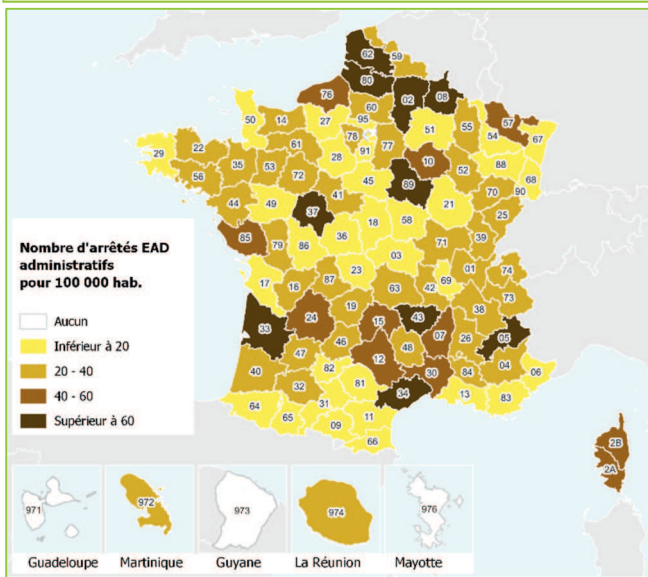 62 59
80
76 02 08
60
50 14 27 95 51 55 57
78 77 54 67
61 91
29 22 28 10 88
35 53 52 68
56 72 45 89 70 90
41
44 49 37 21 25
18 58
85 36 39
79 86 71
03
23 01 74
17 16 87 69
63 42 73
19 38
24 15 43
33 07 05
46 48 26
47 12 04
40 82 30 84 06
32 81 34 13 83
64 31
65 11
09
66
2B
2A
Nombre d'arrêtés EAD
administratifs
pour 100 000 hab.
Aucun
Inférieur à 20
20 - 40
40 - 60
Supérieur à 60
971 972 973 974 976
Guadeloupe Martinique Guyane La Réunion Mayotte